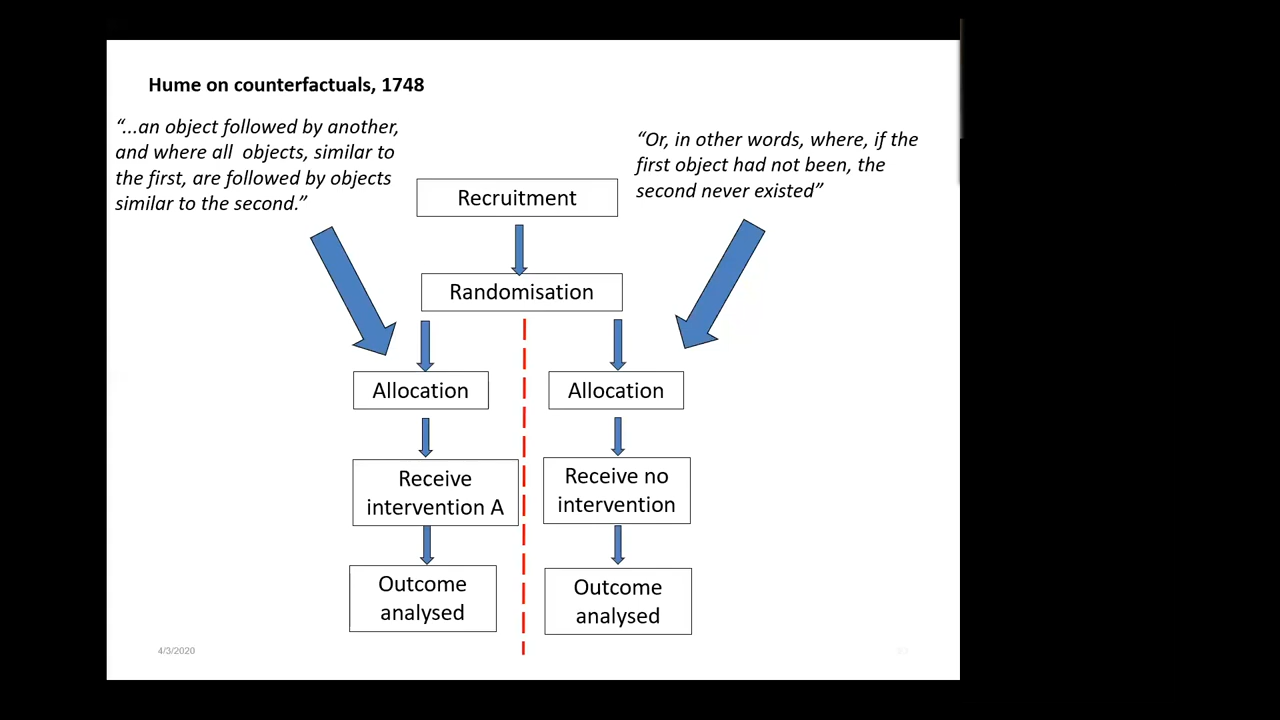 Hume on counterfactuals, 1748
“...an object followed by another,
and where all objects, similar to
the first, are followed by objects
similar to the second.”
“Or, in other words, where, if the
first object had not been, the
second never existed”
Recruitment
Randomisation
Allocation
Allocation
Receive
intervention A
Receive no
intervention
Outcome
analysed
Outcome
analysed
4/3/2020